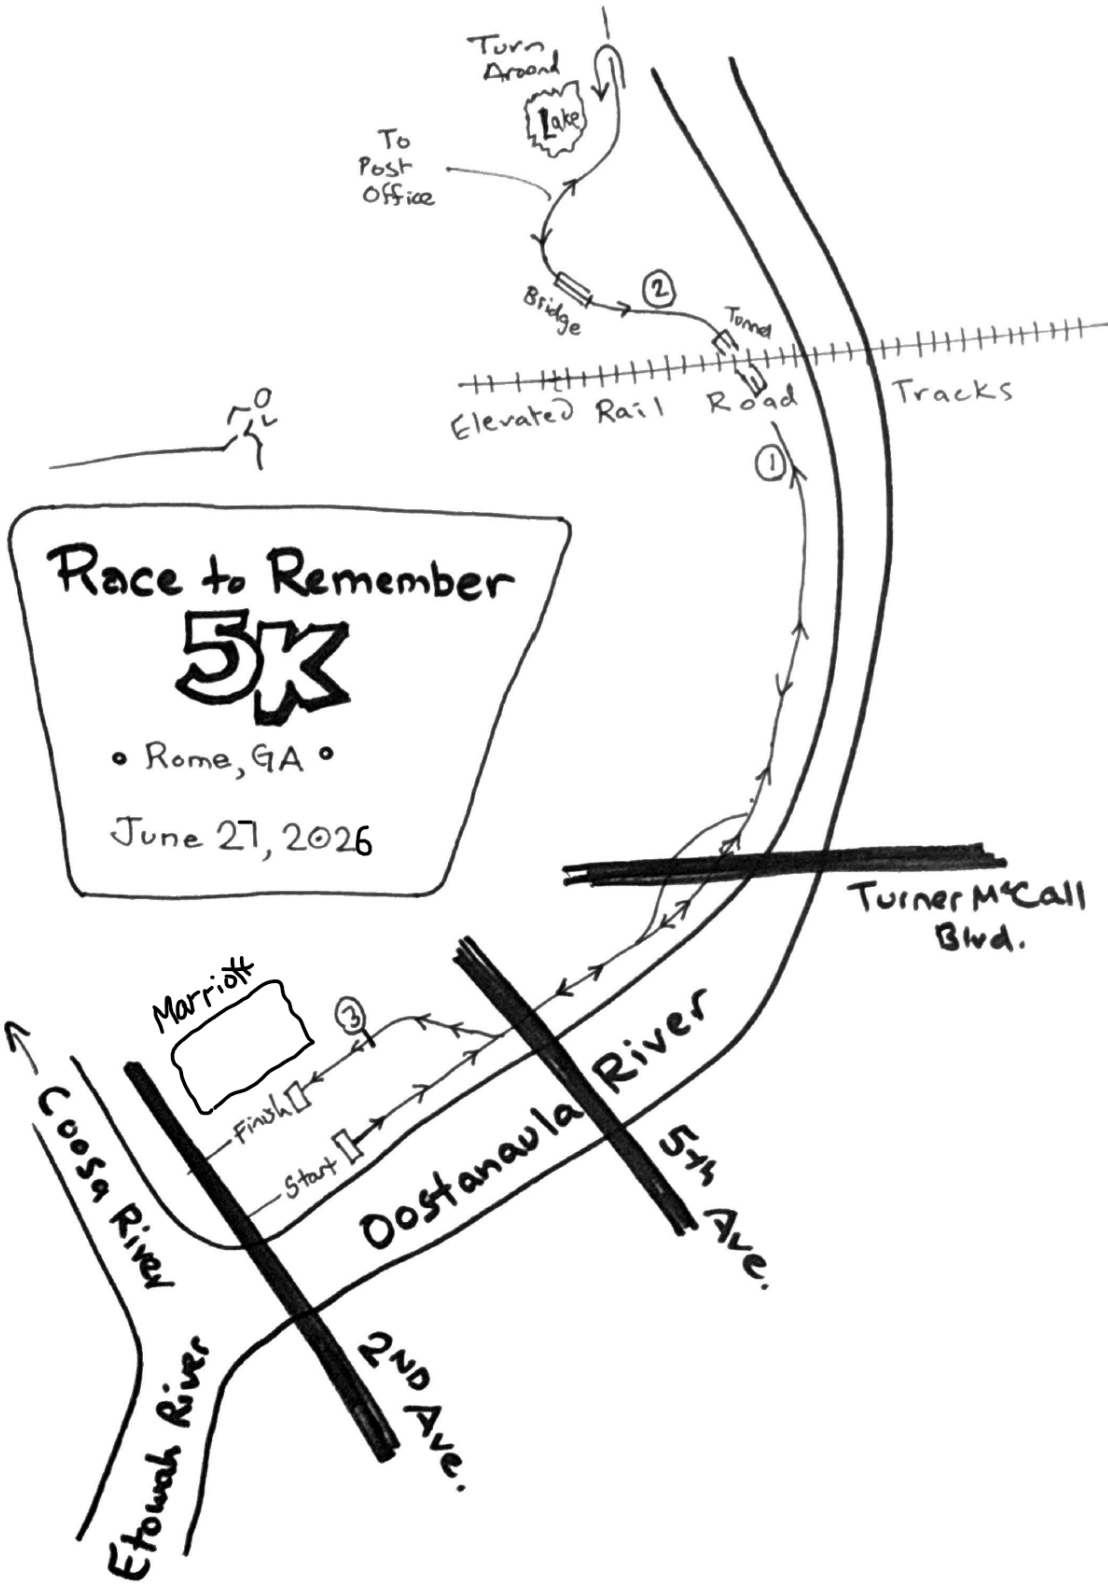 Turn
Around
Lake
To
Post
Office
Bridge
2
Tunnel
Elevated Rail Road Tracks
1
Race to Remember
5K
• Rome, GA •
June 27, 2026
Turner McCall
Blvd.
Marriott
3
Finish
Start
Coosa River
Oostanaula River
5th Ave.
2ND Ave.
Etowah River